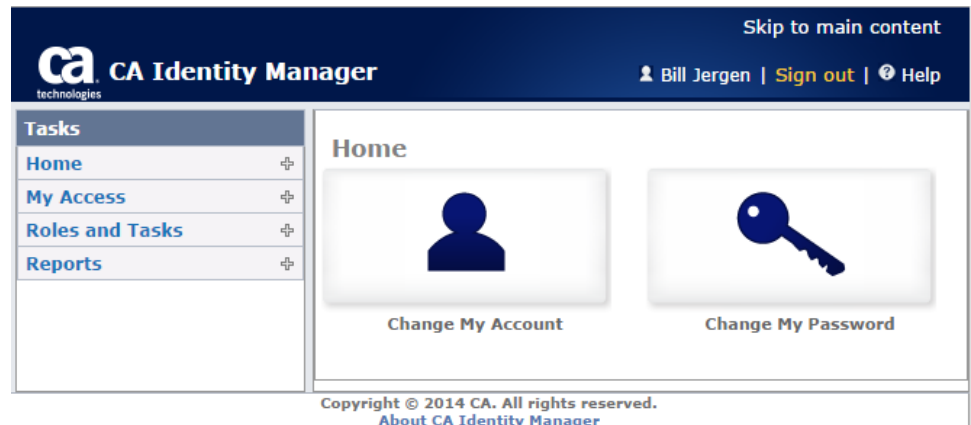 Skip to main content
ca
technologies
CA Identity Manager
Bill Jergen | Sign out | Help
Tasks
Home
My Access
Roles and Tasks
Reports
Home
Change My Account
Change My Password
Copyright © 2014 CA. All rights reserved.
About CA Identity Manager